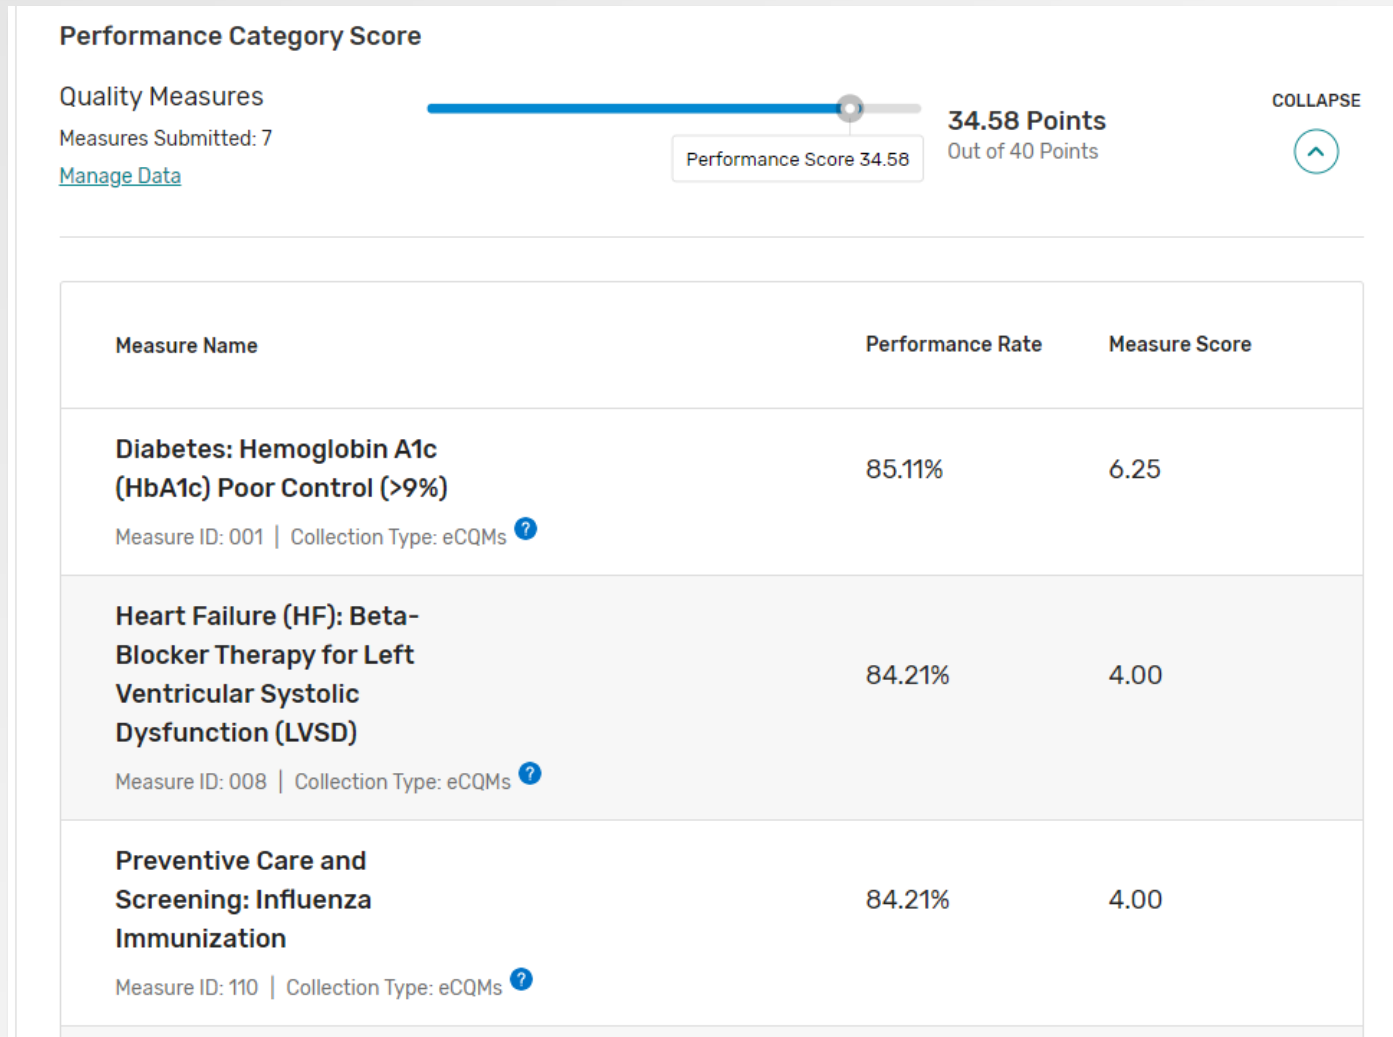 Performance Category Score
Quality Measures
Measures Submitted: 7
Manage Data
Performance Score 34.58
34.58 Points
Out of 40 Points
COLLAPSE
Measure Name
Performance Rate
Measure Score
Diabetes: Hemoglobin A1c
(HbA1c) Poor Control (>9%)
Measure ID: 001 | Collection Type: eCQMs ?
85.11%
6.25
Heart Failure (HF): Beta-
Blocker Therapy for Left
Ventricular Systolic
Dysfunction (LVSD)
Measure ID: 008 | Collection Type: eCQMs ?
84.21%
4.00
Preventive Care and
Screening: Influenza
Immunization
Measure ID: 110 | Collection Type: eCQMs ?
84.21%
4.00